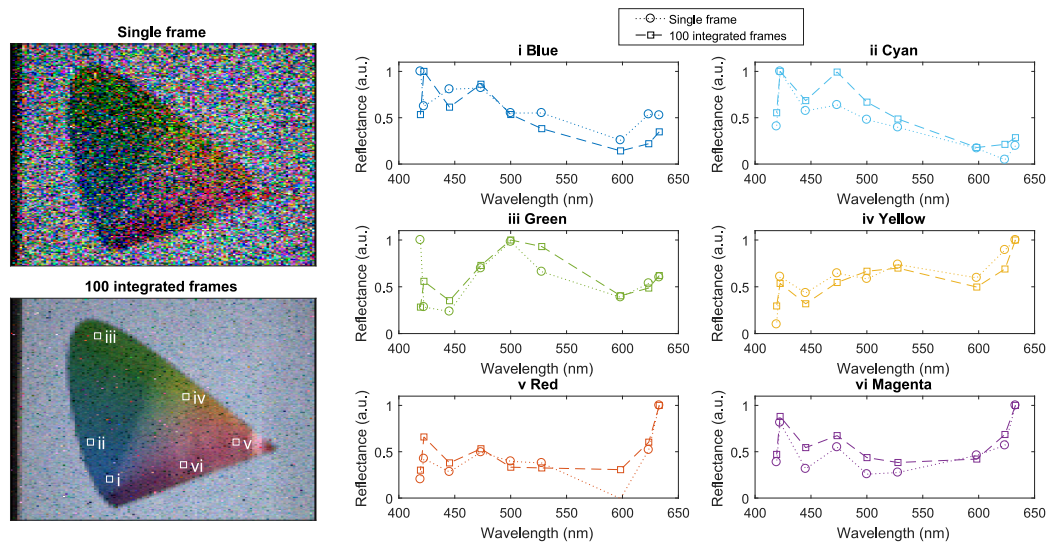 Single frame
100 integrated frames
iii
iv
ii
v
vi
i
Single frame
100 integrated frames
i Blue
Reflectance (a.u.)
1
0.5
0
400 450 500 550 600 650
Wavelength (nm)
ii Cyan
Reflectance (a.u.)
1
0.5
0
400 450 500 550 600 650
Wavelength (nm)
iii Green
Reflectance (a.u.)
1
0.5
0
400 450 500 550 600 650
Wavelength (nm)
iv Yellow
Reflectance (a.u.)
1
0.5
0
400 450 500 550 600 650
Wavelength (nm)
v Red
Reflectance (a.u.)
1
0.5
0
400 450 500 550 600 650
Wavelength (nm)
vi Magenta
Reflectance (a.u.)
1
0.5
0
400 450 500 550 600 650
Wavelength (nm)